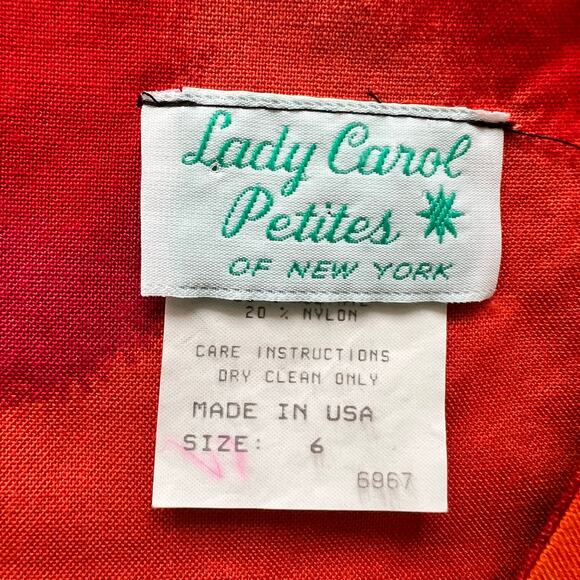 Lady Carol
Petites
OF NEW YORK
20 % NYLON
CARE INSTRUCTIONS
DRY CLEAN ONLY
MADE IN USA
SIZE: 6
6967